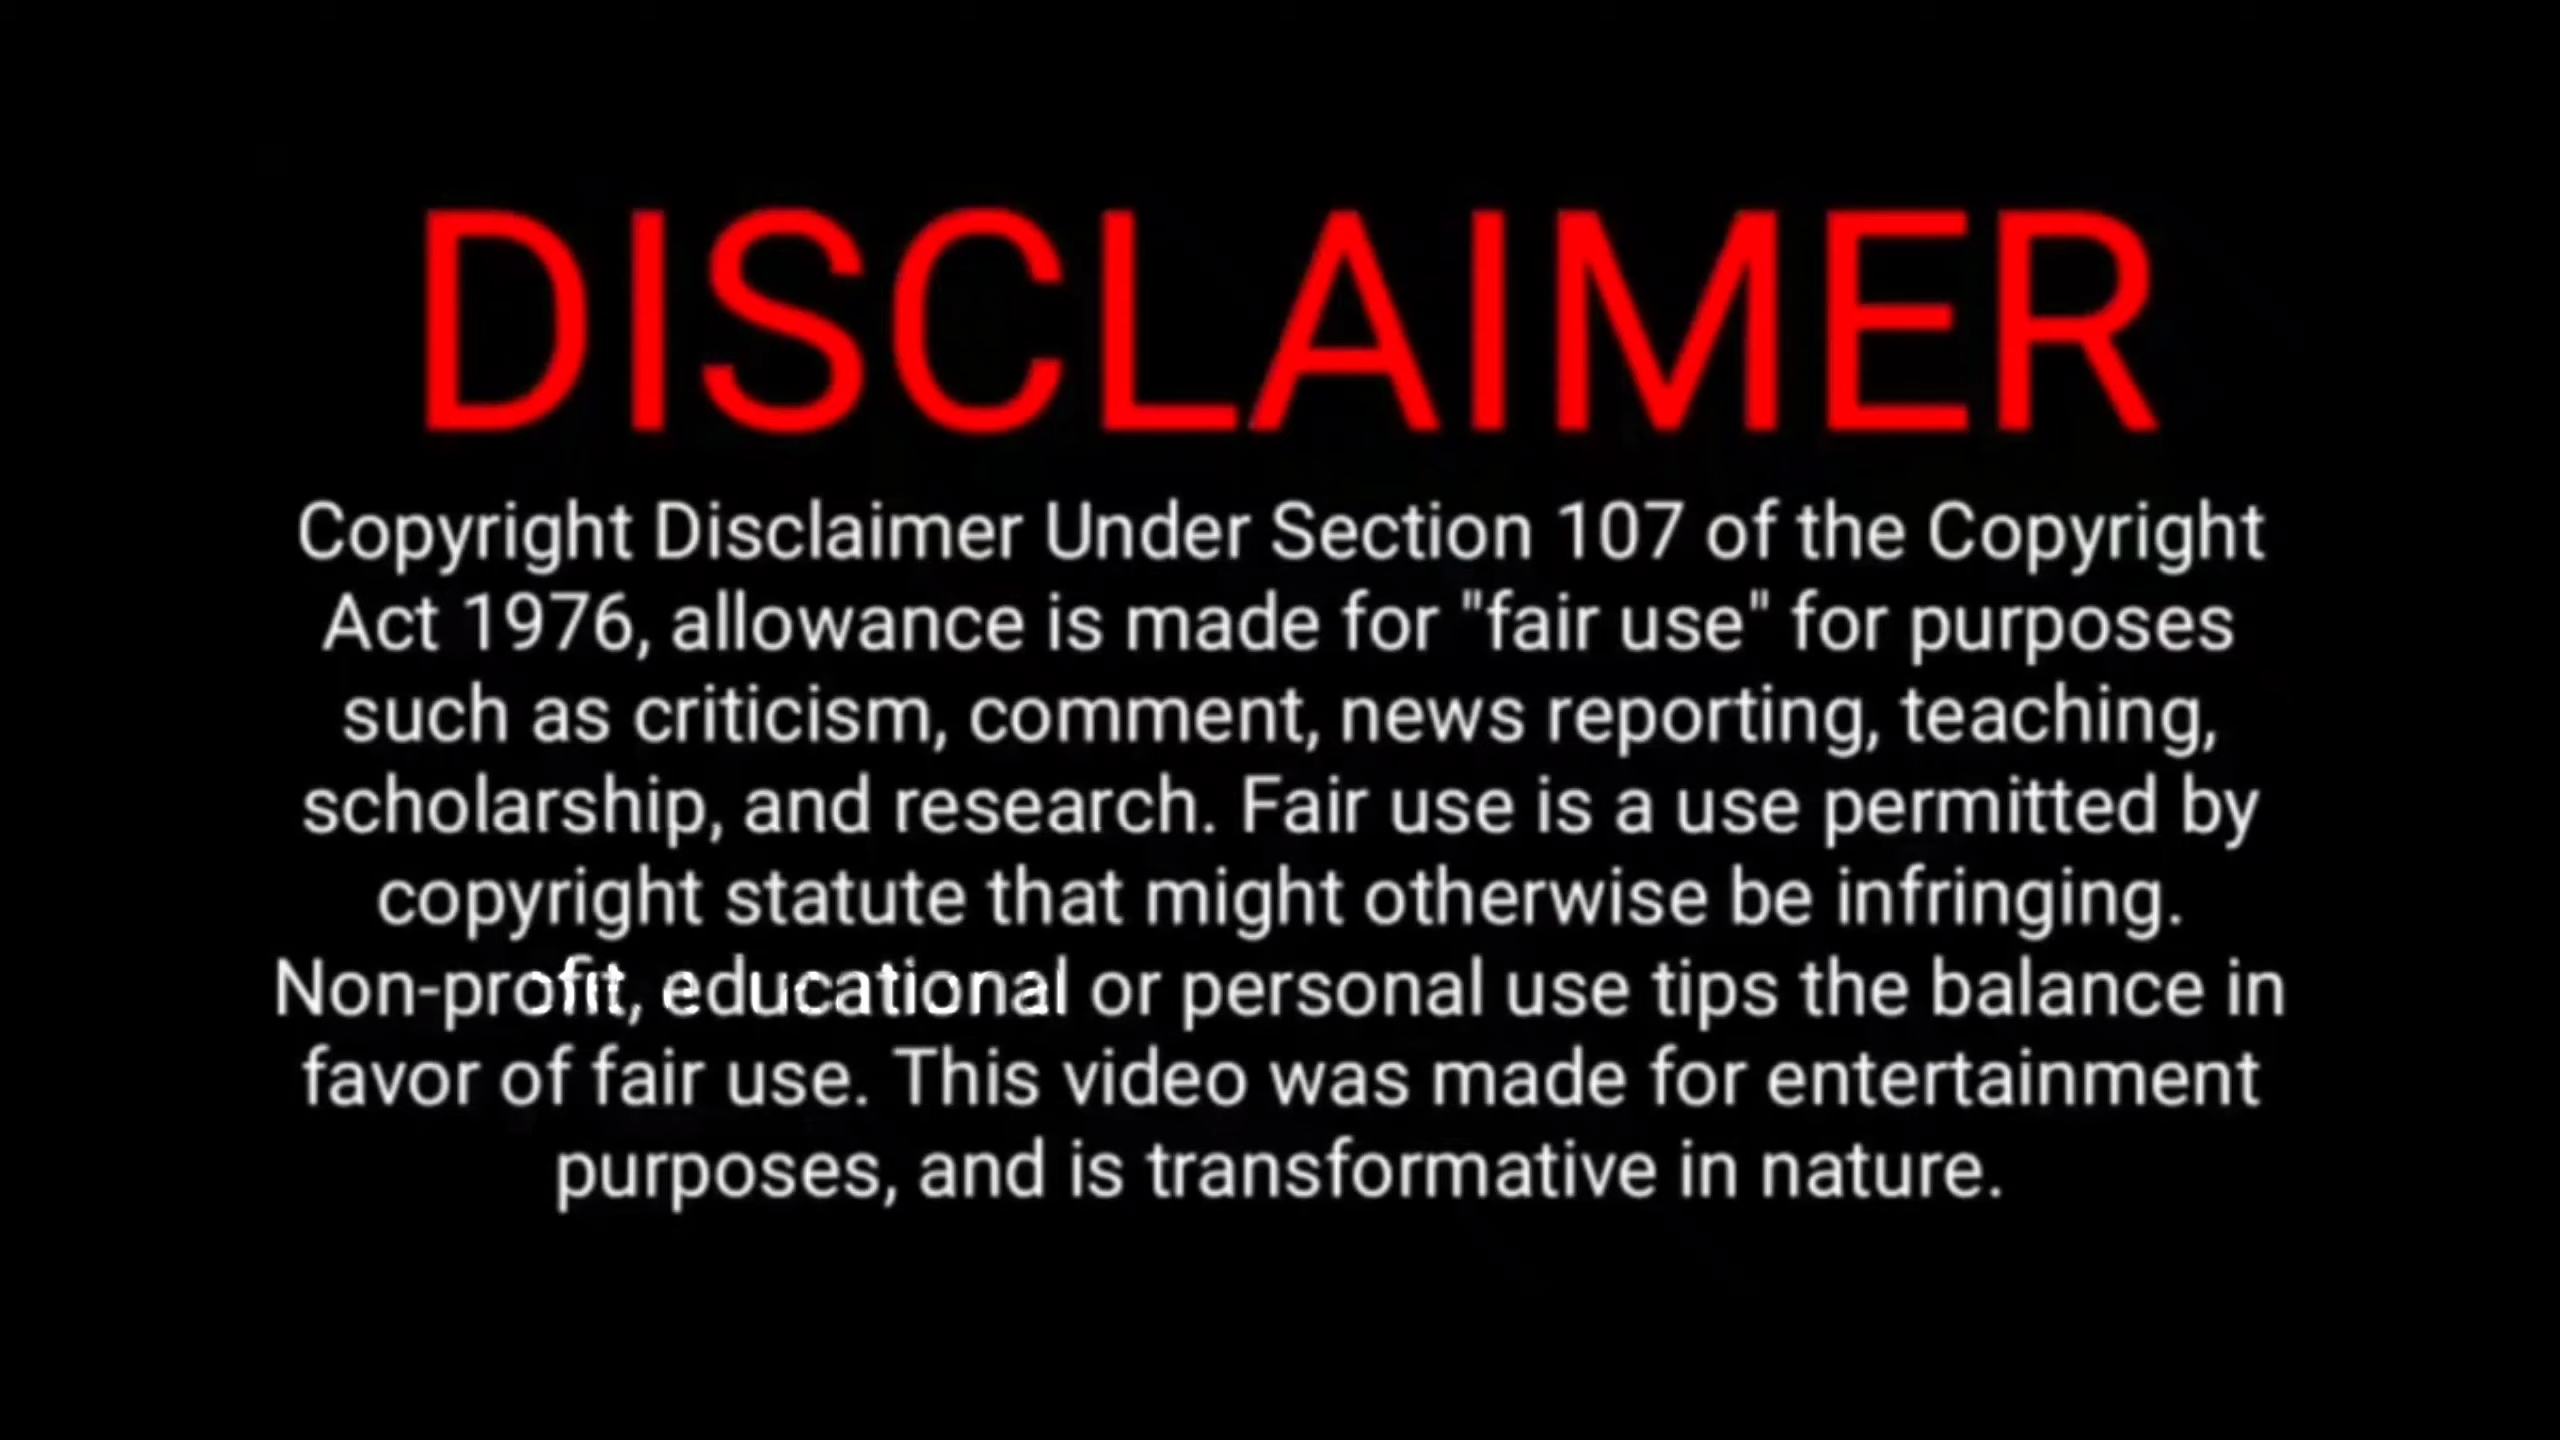 DISCLAIMER
Copyright Disclaimer Under Section 107 of the Copyright
Act 1976, allowance is made for "fair use" for purposes
such as criticism, comment, news reporting, teaching,
scholarship, and research. Fair use is a use permitted by
copyright statute that might otherwise be infringing.
Non-profit, educational or personal use tips the balance in
favor of fair use. This video was made for entertainment
purposes, and is transformative in nature.